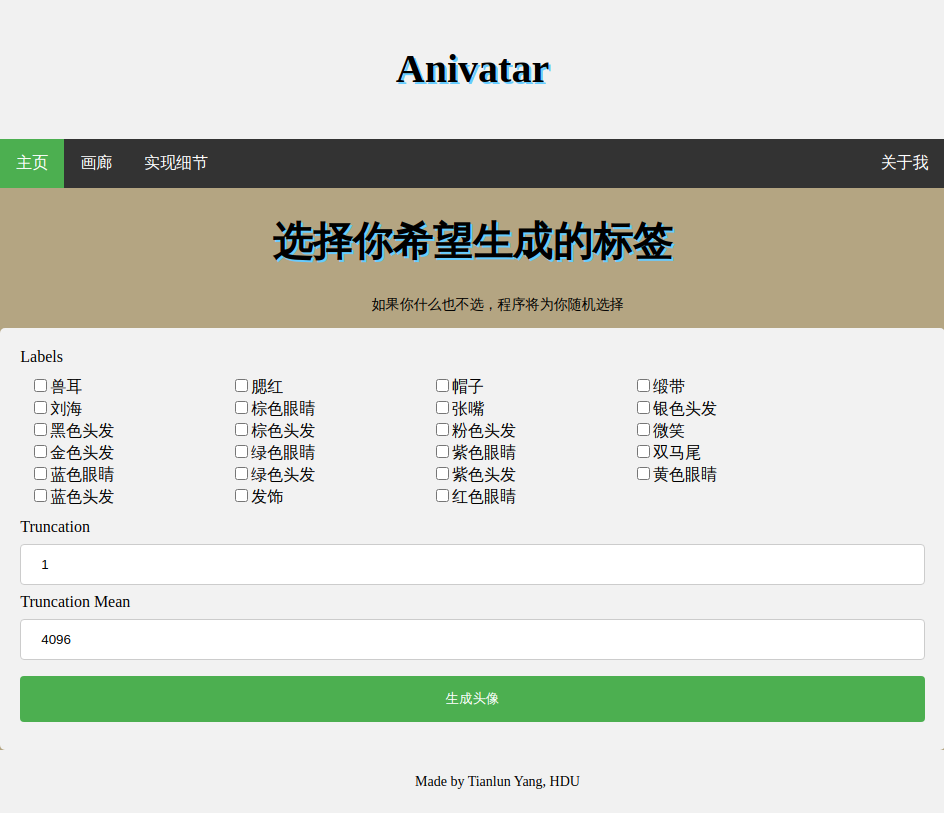 Anivatar
主页 画廊 实现细节 关于我
选择你希望生成的标签
如果你什么也不选，程序将为你随机选择
Labels
兽耳 腮红 帽子 缎带
刘海 棕色眼睛 张嘴 银色头发
黑色头发 棕色头发 粉色头发 微笑
金色头发 绿色眼睛 紫色眼睛 双马尾
蓝色眼睛 绿色头发 紫色头发 黄色眼睛
蓝色头发 发饰 红色眼睛
Truncation
1
Truncation Mean
4096
生成头像
Made by Tianlun Yang, HDU